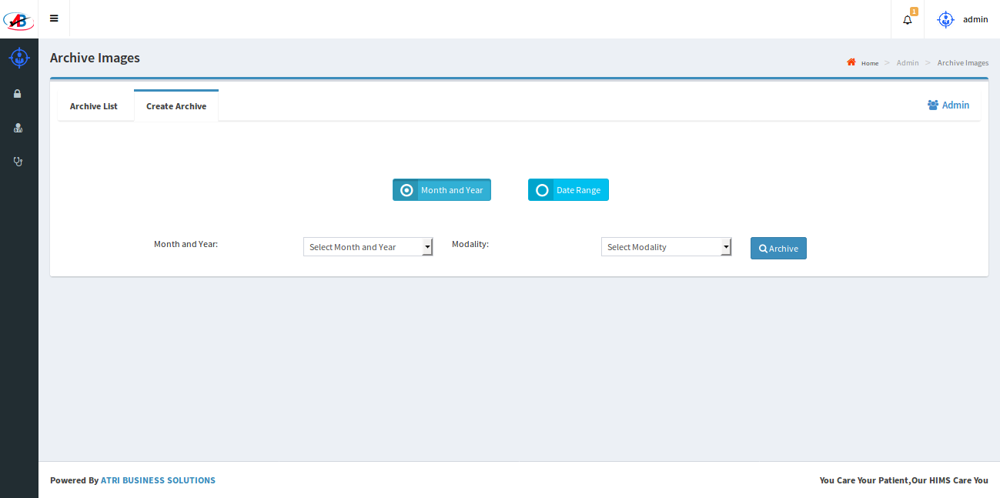 AB
1
admin
Archive Images
Home > Admin > Archive Images
Archive List
Create Archive
Admin
Month and Year
Date Range
Month and Year:
Select Month and Year
Modality:
Select Modality
Archive
Powered By ATRI BUSINESS SOLUTIONS
You Care Your Patient,Our HIMS Care You